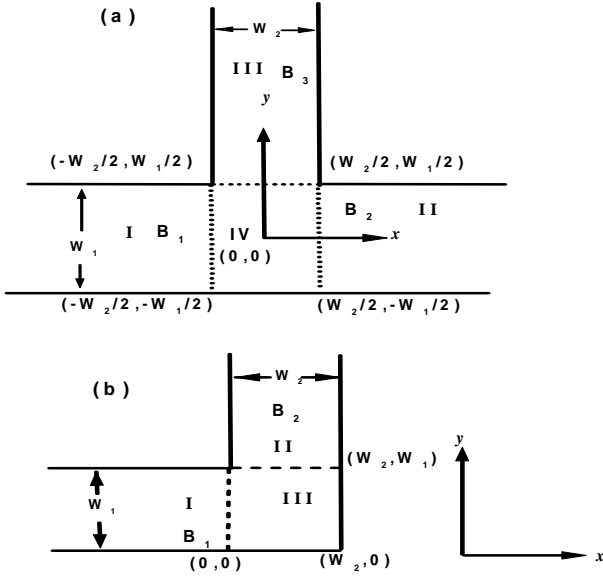 (a)
W₂
III B₃
y
(-W₂/2,W₁/2) (W₂/2,W₁/2)
W₁ I B₁ IV B₂ II x
(0,0)
(-W₂/2,-W₁/2) (W₂/2,-W₁/2)
(b)
W₂
B₂
II (W₂,W₁) y
W₁ I III
B₁
(0,0) (W₂,0) x